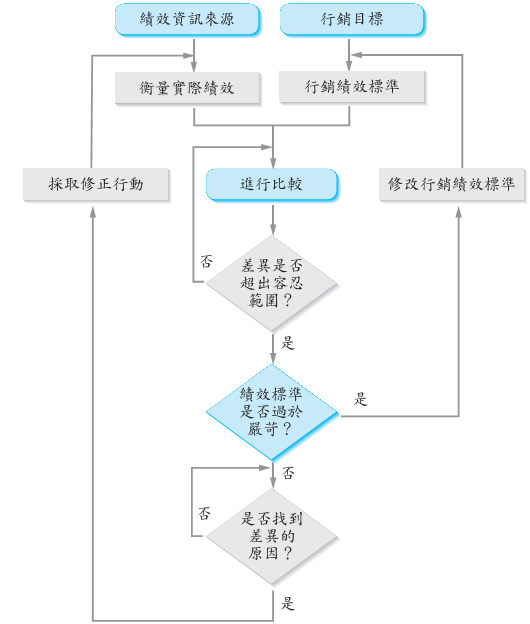 績效資訊來源
行銷目標
衡量實際績效
行銷績效標準
採取修正行動
進行比較
修改行銷績效標準
否
差異是否
超出容忍
範圍？
是
績效標準
是否過於
嚴苛？
是
否
否
是否找到
差異的
原因？
是